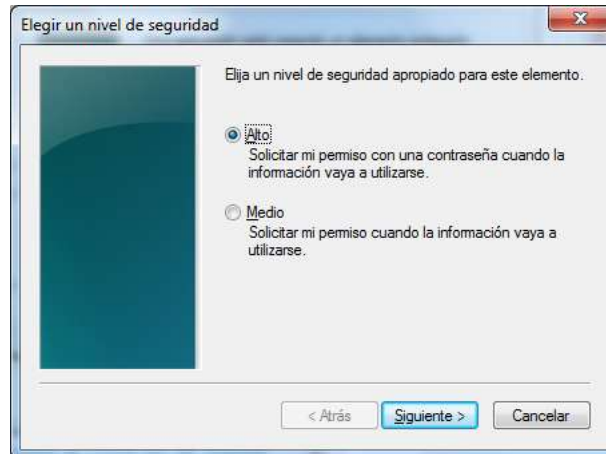 Elegir un nivel de seguridad
Elija un nivel de seguridad apropiado para este elemento.
Alto
Solicitar mi permiso con una contraseña cuando la
información vaya a utilizarse.
Medio
Solicitar mi permiso cuando la información vaya a
utilizarse.
< Atrás
Siguiente >
Cancelar